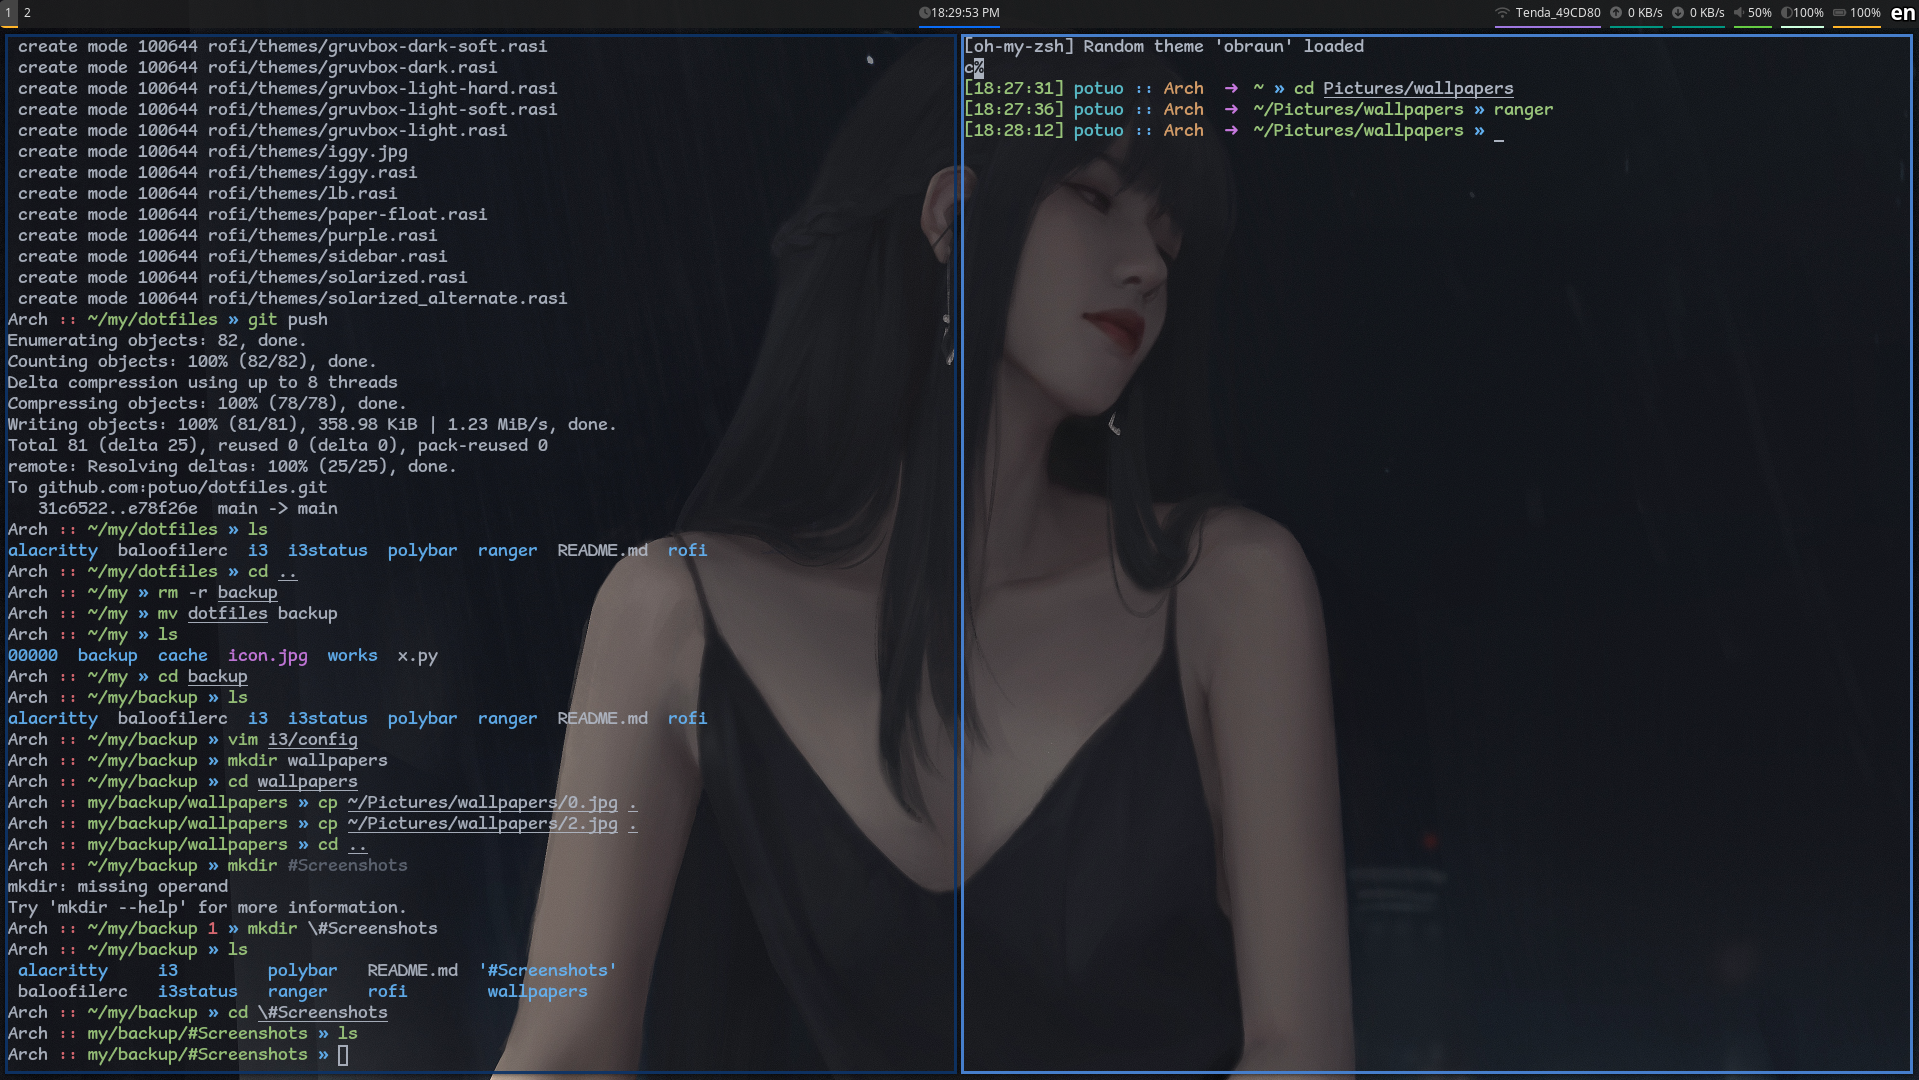 1 2
18:29:53 PM
Tenda_49CD80 0 KB/s 0 KB/s 50% 100% 100% en
create mode 100644 rofi/themes/gruvbox-dark-soft.rasi
create mode 100644 rofi/themes/gruvbox-dark.rasi
create mode 100644 rofi/themes/gruvbox-light-hard.rasi
create mode 100644 rofi/themes/gruvbox-light-soft.rasi
create mode 100644 rofi/themes/gruvbox-light.rasi
create mode 100644 rofi/themes/iggy.jpg
create mode 100644 rofi/themes/iggy.rasi
create mode 100644 rofi/themes/lb.rasi
create mode 100644 rofi/themes/paper-float.rasi
create mode 100644 rofi/themes/purple.rasi
create mode 100644 rofi/themes/sidebar.rasi
create mode 100644 rofi/themes/solarized.rasi
create mode 100644 rofi/themes/solarized_alternate.rasi
Arch :: ~/my/dotfiles » git push
Enumerating objects: 82, done.
Counting objects: 100% (82/82), done.
Delta compression using up to 8 threads
Compressing objects: 100% (78/78), done.
Writing objects: 100% (81/81), 358.98 KiB | 1.23 MiB/s, done.
Total 81 (delta 25), reused 0 (delta 0), pack-reused 0
remote: Resolving deltas: 100% (25/25), done.
To github.com:potuo/dotfiles.git
31c6522..e78f26e main -> main
Arch :: ~/my/dotfiles » ls
alacritty baloofilerc i3 i3status polybar ranger README.md rofi
Arch :: ~/my/dotfiles » cd ..
Arch :: ~/my » rm -r backup
Arch :: ~/my » mv dotfiles backup
Arch :: ~/my » ls
00000 backup cache icon.jpg works x.py
Arch :: ~/my » cd backup
Arch :: ~/my/backup » ls
alacritty baloofilerc i3 i3status polybar ranger README.md rofi
Arch :: ~/my/backup » vim i3/config
Arch :: ~/my/backup » mkdir wallpapers
Arch :: ~/my/backup » cd wallpapers
Arch :: my/backup/wallpapers » cp ~/Pictures/wallpapers/0.jpg .
Arch :: my/backup/wallpapers » cp ~/Pictures/wallpapers/2.jpg .
Arch :: my/backup/wallpapers » cd ..
Arch :: ~/my/backup » mkdir #Screenshots
mkdir: missing operand
Try 'mkdir --help' for more information.
Arch :: ~/my/backup 1 » mkdir \#Screenshots
Arch :: ~/my/backup » ls
alacritty i3 polybar README.md '#Screenshots'
baloofilerc i3status ranger rofi wallpapers
Arch :: ~/my/backup » cd \#Screenshots
Arch :: my/backup/#Screenshots » ls
Arch :: my/backup/#Screenshots »
[oh-my-zsh] Random theme 'obraun' loaded
c%
[18:27:31] potuo :: Arch ➜ ~ » cd Pictures/wallpapers
[18:27:36] potuo :: Arch ➜ ~/Pictures/wallpapers » ranger
[18:28:12] potuo :: Arch ➜ ~/Pictures/wallpapers » _